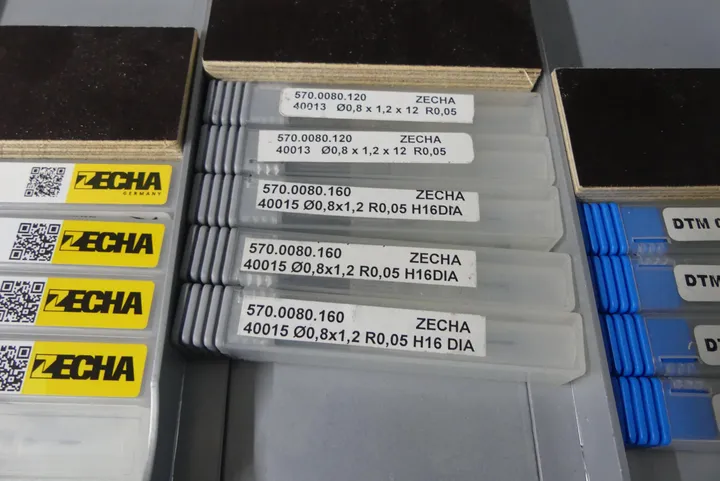 570.0080.120 ZECHA
40013 Ø0,8 x 1,2 x 12 R0,05
570.0080.120 ZECHA
40013 Ø0,8 x 1,2 x 12 R0,05
570.0080.160 ZECHA
40015 Ø0,8x1,2 R0,05 H16DIA
570.0080.160 ZECHA
40015 Ø0,8x1,2 R0,05 H16DIA
570.0080.160 ZECHA
40015 Ø0,8x1,2 R0,05 H16 DIA
ZECHA
GERMANY
ZECHA
ZECHA
ZECHA
DTM
DTM
DTM
DTM